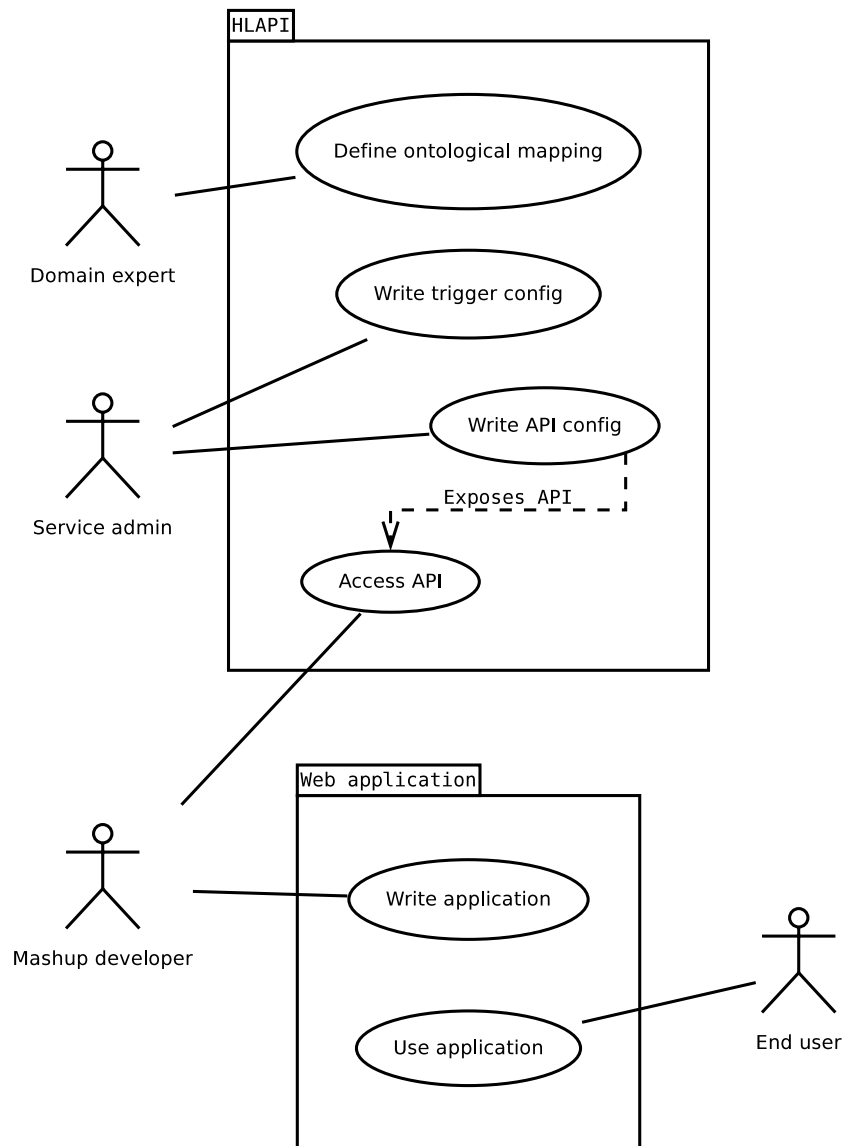 HLAPI
Define ontological mapping
Domain expert
Write trigger config
Write API config
Exposes API
Service admin
Access API
Web application
Write application
Mashup developer
Use application
End user